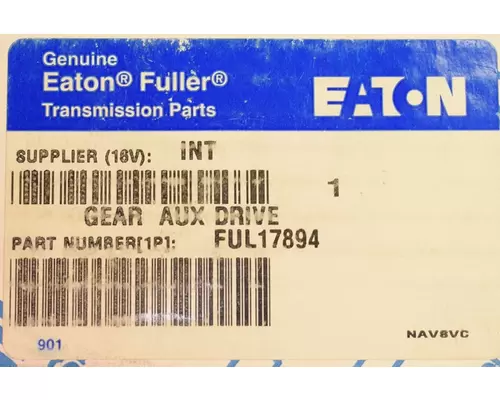 Genuine
Eaton® Fuller®
Transmission Parts
EATON
SUPPLIER (18V): INT
1
GEAR AUX DRIVE
PART NUMBER[1P]: FUL17894
NAV8VC
901